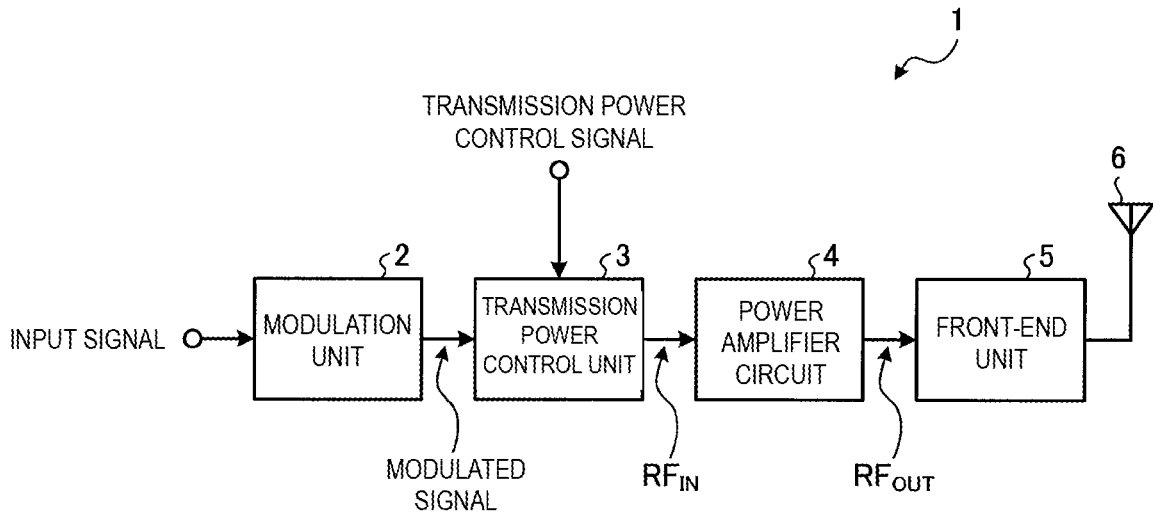 1
TRANSMISSION POWER
CONTROL SIGNAL
6
2
3
4
5
INPUT SIGNAL
MODULATION
UNIT
TRANSMISSION
POWER
CONTROL UNIT
POWER
AMPLIFIER
CIRCUIT
FRONT-END
UNIT
MODULATED
SIGNAL
RFIN
RFOUT